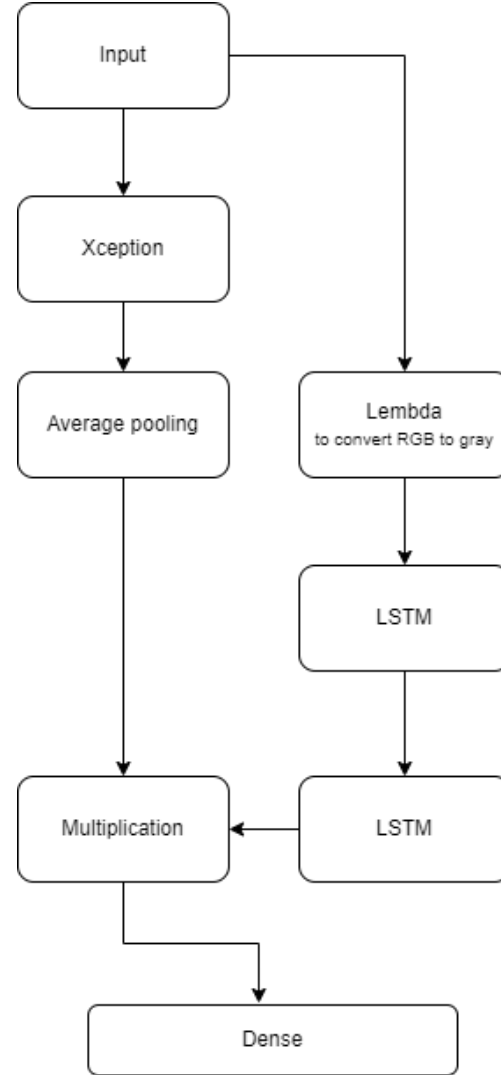 Input
Xception
Average pooling
Lembda
to convert RGB to gray
LSTM
Multiplication
LSTM
Dense